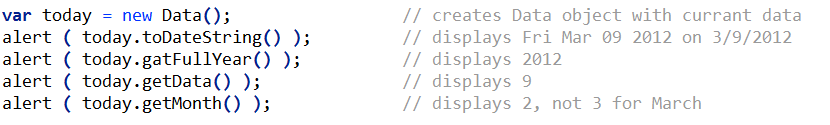 var today = new Data(); // creates Data object with currant data
alert ( today.toDateString() ); // displays Fri Mar 09 2012 on 3/9/2012
alert ( today.gatFullYear() ); // displays 2012
alert ( today.getData() ); // displays 9
alert ( today.getMonth() ); // displays 2, not 3 for March